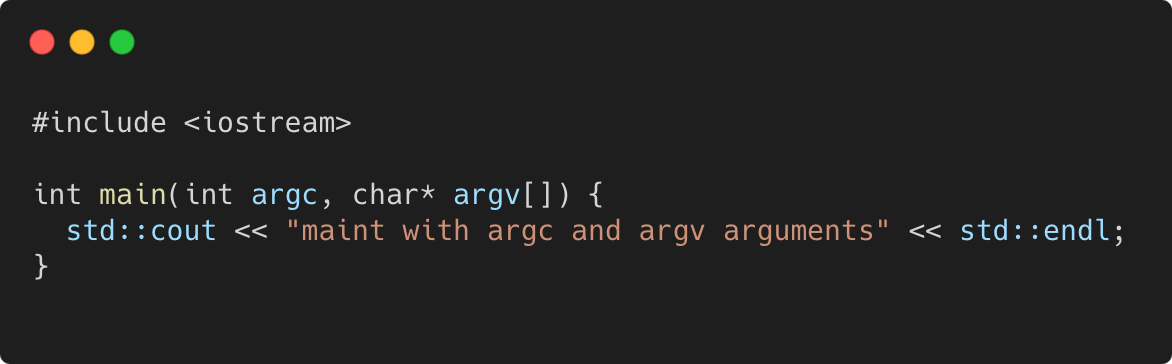 #include <iostream>
int main(int argc, char* argv[]) {
  std::cout << "maint with argc and argv arguments" << std::endl;
}